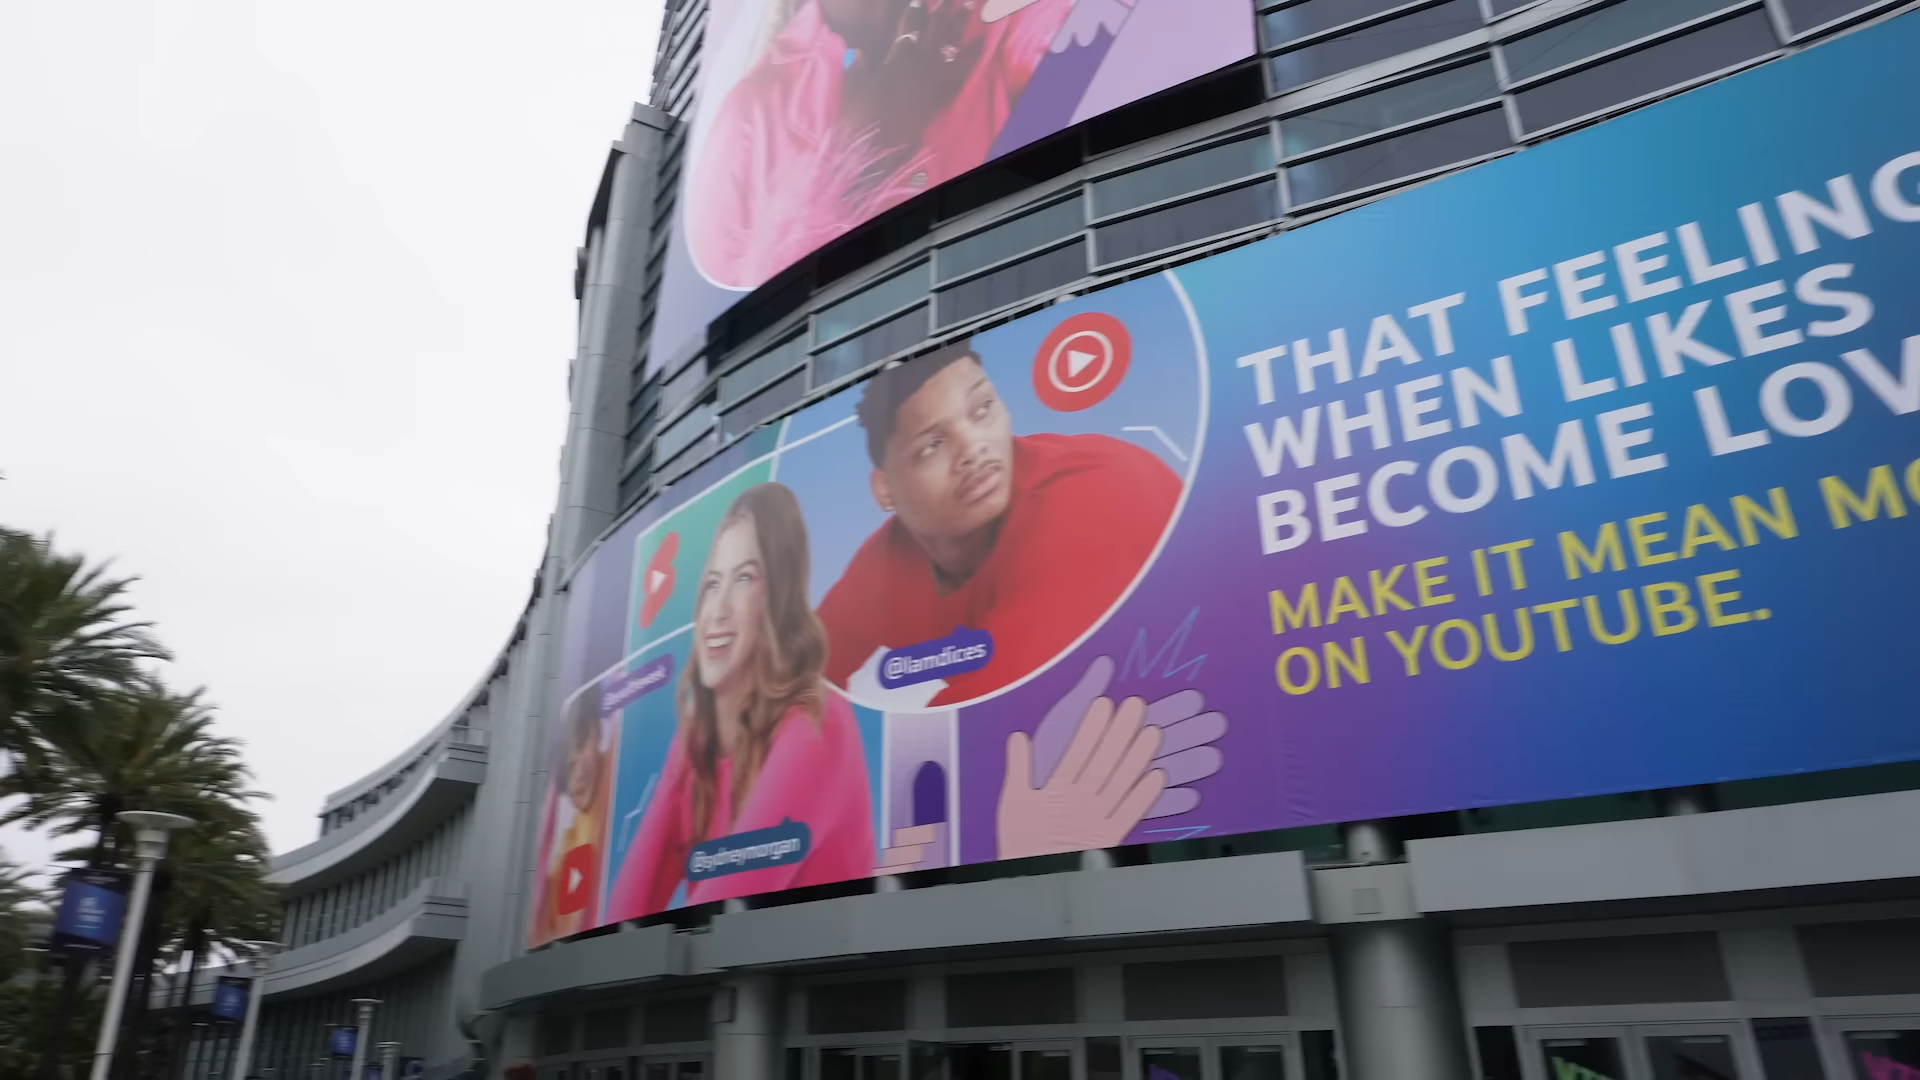 THAT FEELING
WHEN LIKES
BECOME LOV
MAKE IT MEAN MO
ON YOUTUBE.
@Iamdices
@sydneymorgan